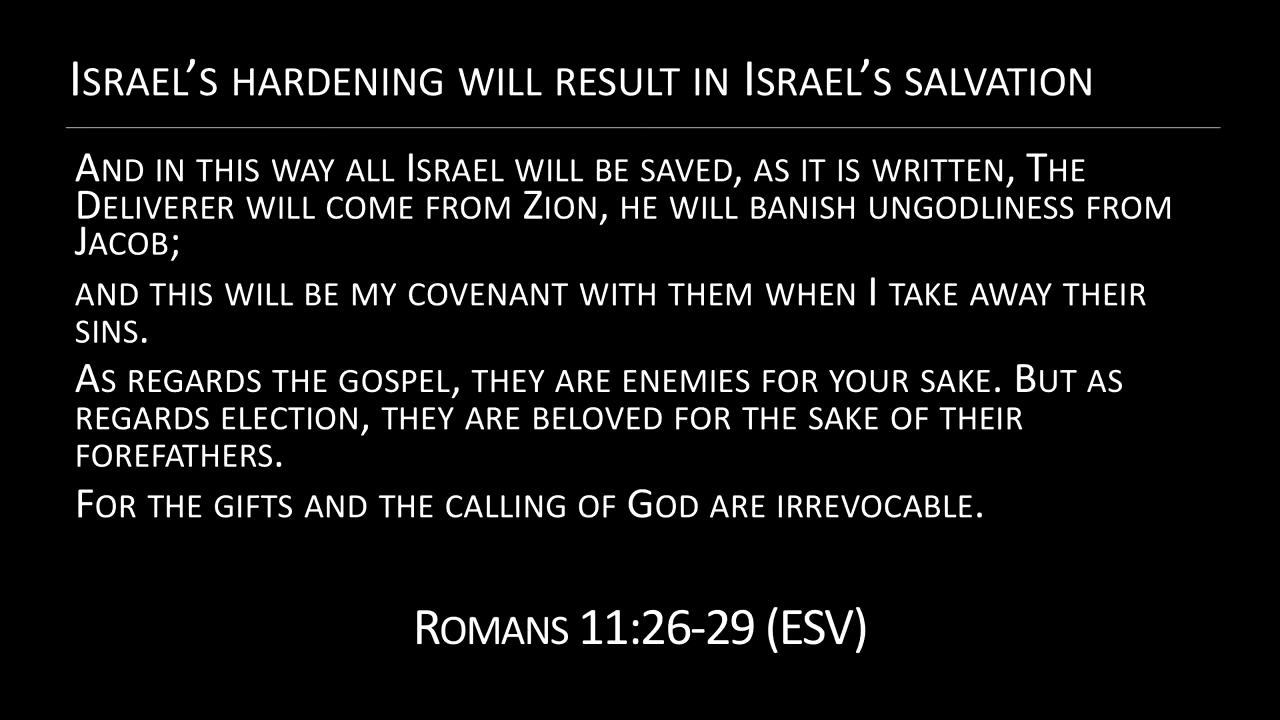 Israel’s hardening will result in Israel’s salvation
And in this way all Israel will be saved, as it is written, The
Deliverer will come from Zion, he will banish ungodliness from
Jacob;
and this will be my covenant with them when I take away their
sins.
As regards the gospel, they are enemies for your sake. But as
regards election, they are beloved for the sake of their
forefathers.
For the gifts and the calling of God are irrevocable.
Romans 11:26-29 (ESV)